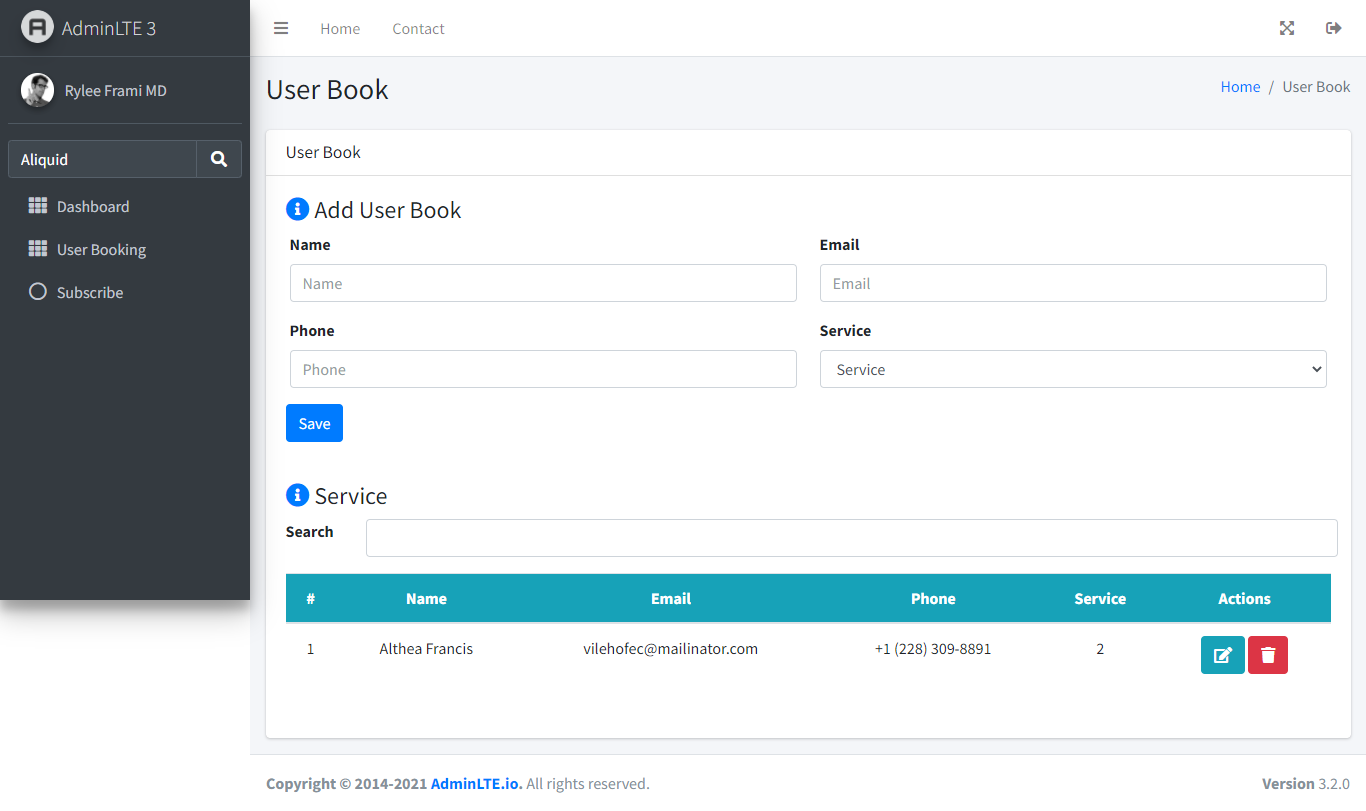 AdminLTE 3
Home Contact
Rylee Frami MD
Aliquid
Dashboard
User Booking
Subscribe
User Book
Home / User Book
User Book
Add User Book
Name Email
Name Email
Phone Service
Phone Service
Save
Service
Search
# Name Email Phone Service Actions
1 Althea Francis vilehofec@mailinator.com +1 (228) 309-8891 2
Copyright © 2014-2021 AdminLTE.io. All rights reserved. Version 3.2.0